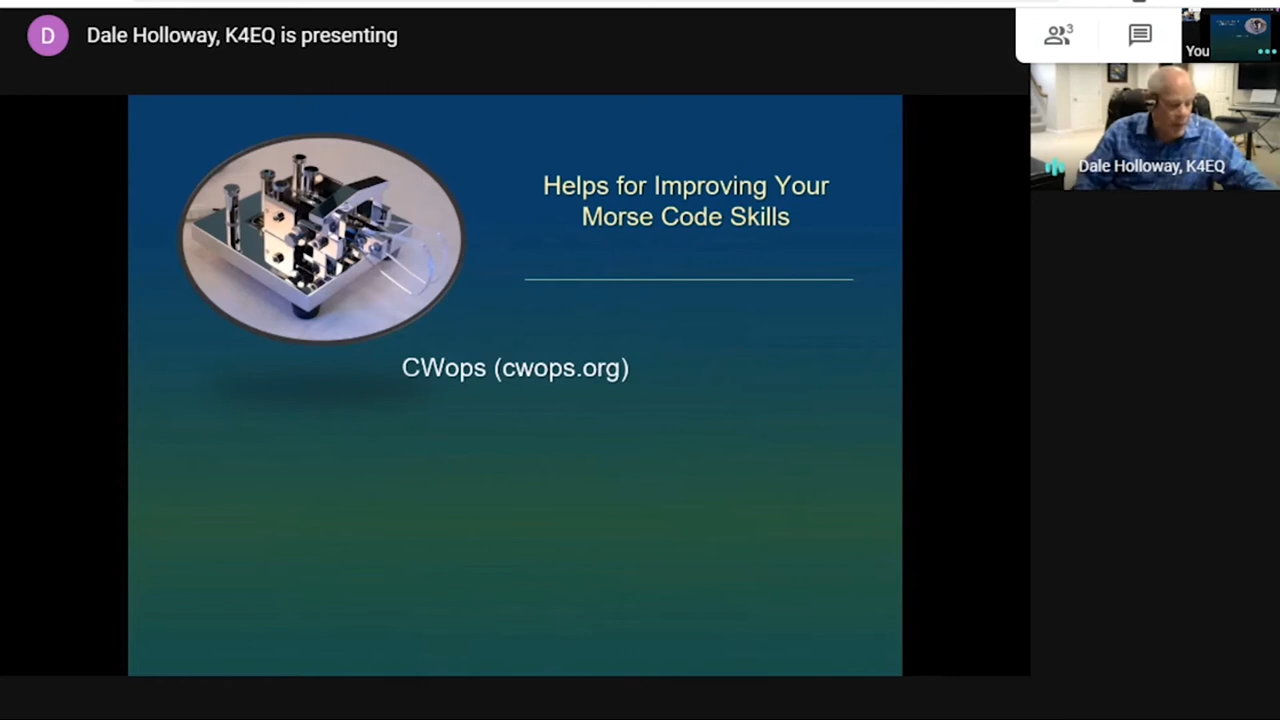 D
Dale Holloway, K4EQ is presenting
3
You
Dale Holloway, K4EQ
Helps for Improving Your
Morse Code Skills
CWops (cwops.org)